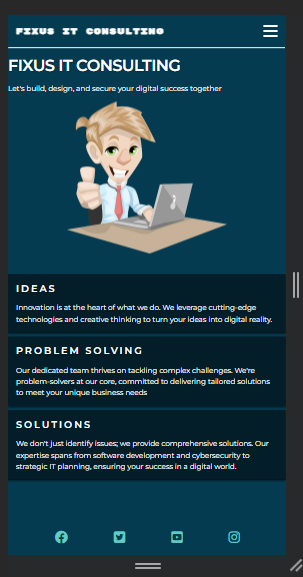 FIXUS IT CONSULTING
FIXUS IT CONSULTING
Let's build, design, and secure your digital success together
IDEAS
Innovation is at the heart of what we do. We leverage cutting-edge
technologies and creative thinking to turn your ideas into digital reality.
PROBLEM SOLVING
Our dedicated team thrives on tackling complex challenges. We're
problem-solvers at our core, committed to delivering tailored solutions
to meet your unique business needs
SOLUTIONS
We don't just identify issues; we provide comprehensive solutions. Our
expertise spans from software development and cybersecurity to
strategic IT planning, ensuring your success in a digital world.